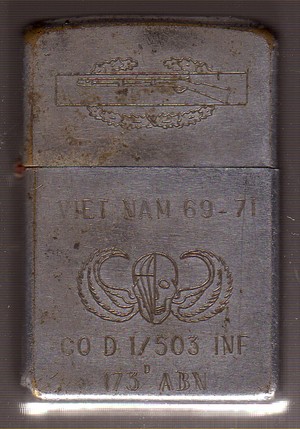 VIET NAM 69-71
CO D 1/503 INF
173D ABN